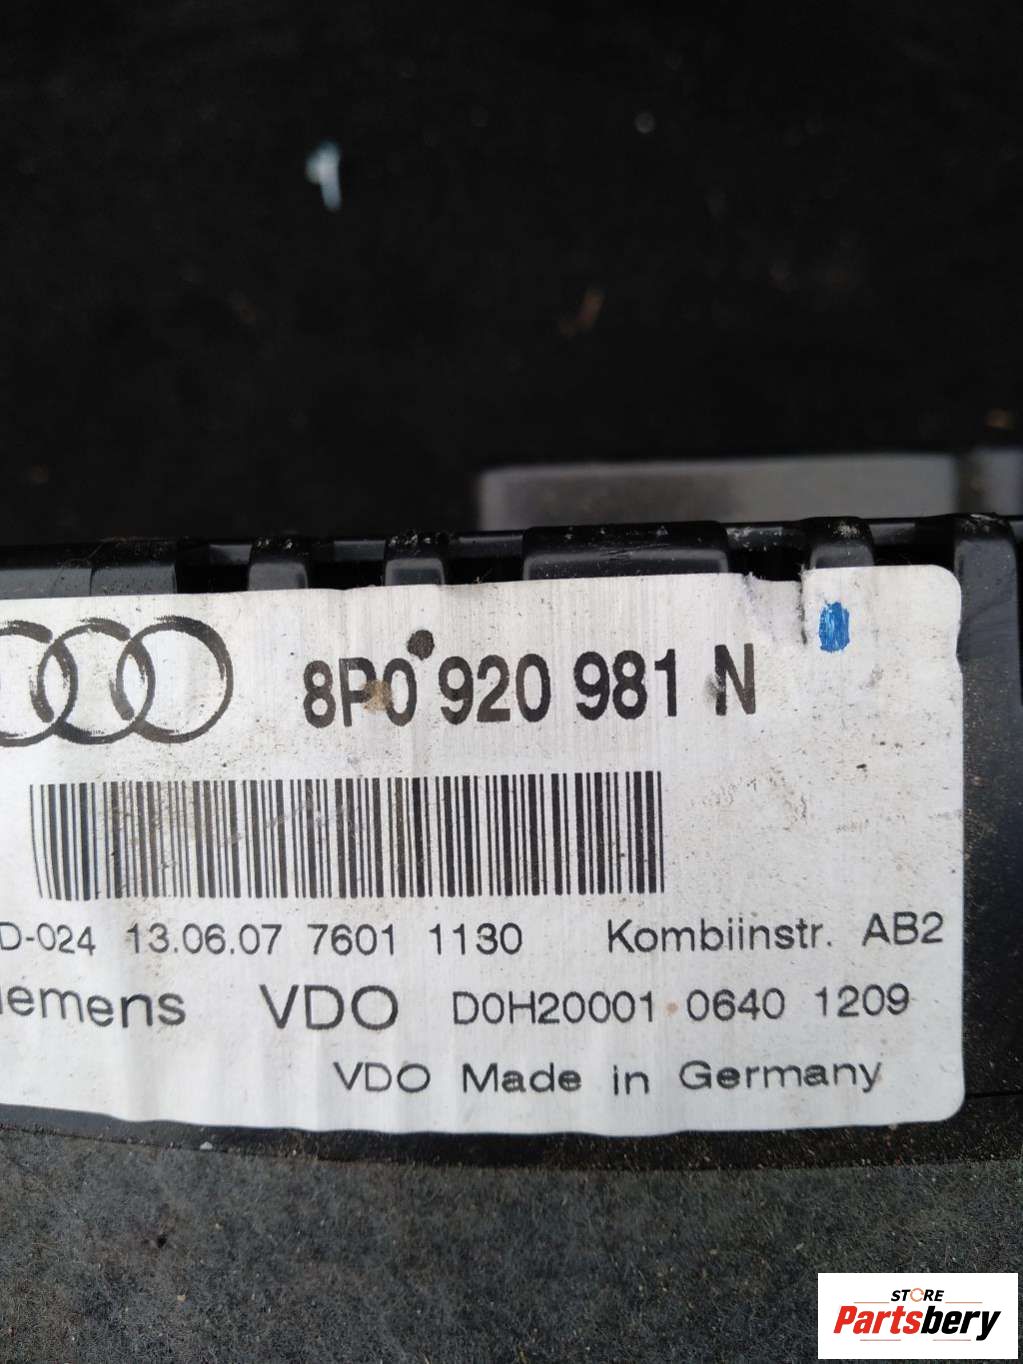 8P0 920 981 N
D-024 13.06.07 7601 1130 Kombiinstr. AB2
iemens VDO D0H20001 0640 1209
VDO Made in Germany
STORE
Partsbery